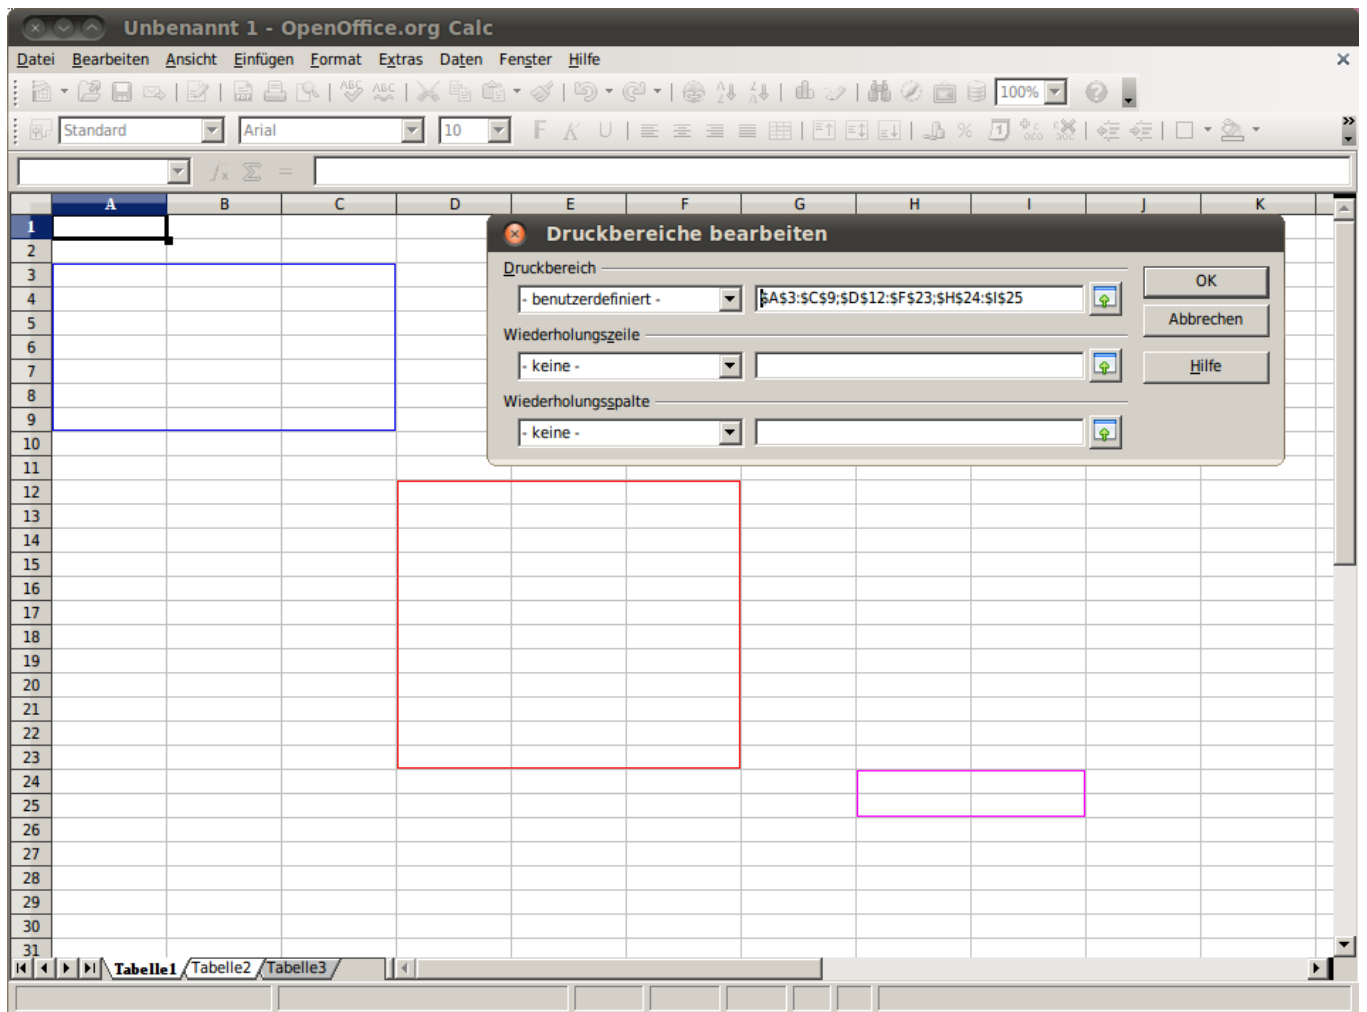 Unbenannt 1 - OpenOffice.org Calc
Datei Bearbeiten Ansicht Einfügen Format Extras Daten Fenster Hilfe
100%
Standard Arial 10 F K U
A B C D E F G H I J K
1 Druckbereiche bearbeiten
2
3 Druckbereich OK
4 - benutzerdefiniert - $A$3:$C$9;$D$12:$F$23;$H$24:$I$25
5 Wiederholungszeile Abbrechen
6
7 - keine - Hilfe
8 Wiederholungsspalte
9 - keine -
10
11
12
13
14
15
16
17
18
19
20
21
22
23
24
25
26
27
28
29
30
31
Tabelle1 Tabelle2 Tabelle3